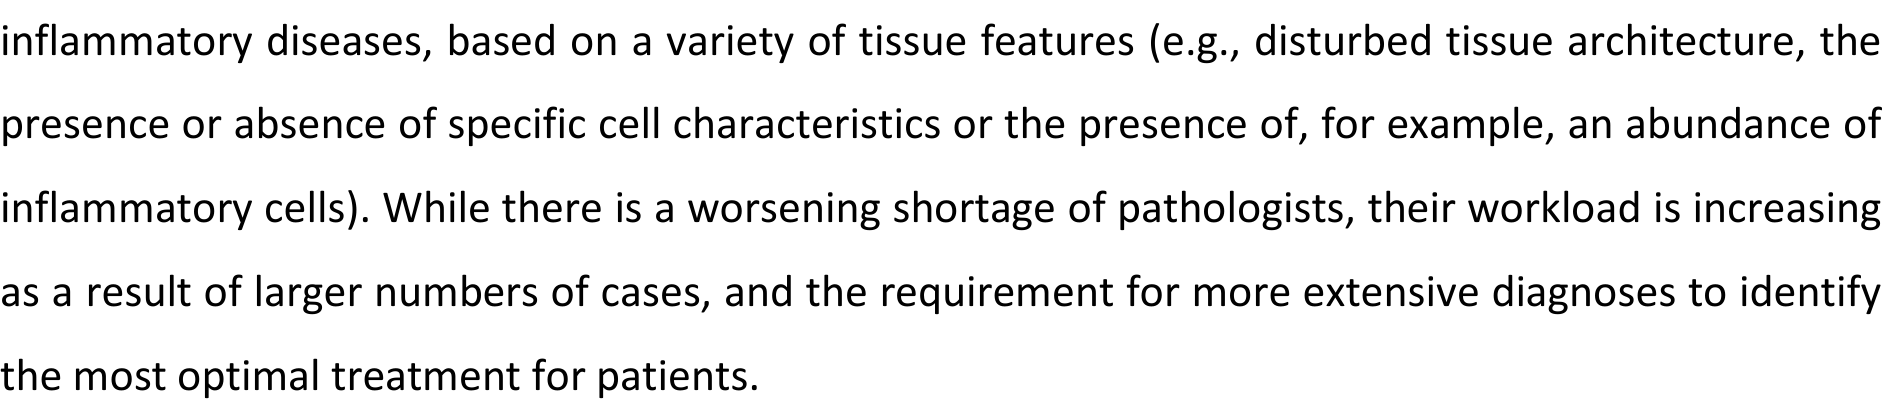 inflammatory diseases, based on a variety of tissue features (e.g., disturbed tissue architecture, the
presence or absence of specific cell characteristics or the presence of, for example, an abundance of
inflammatory cells). While there is a worsening shortage of pathologists, their workload is increasing
as a result of larger numbers of cases, and the requirement for more extensive diagnoses to identify
the most optimal treatment for patients.